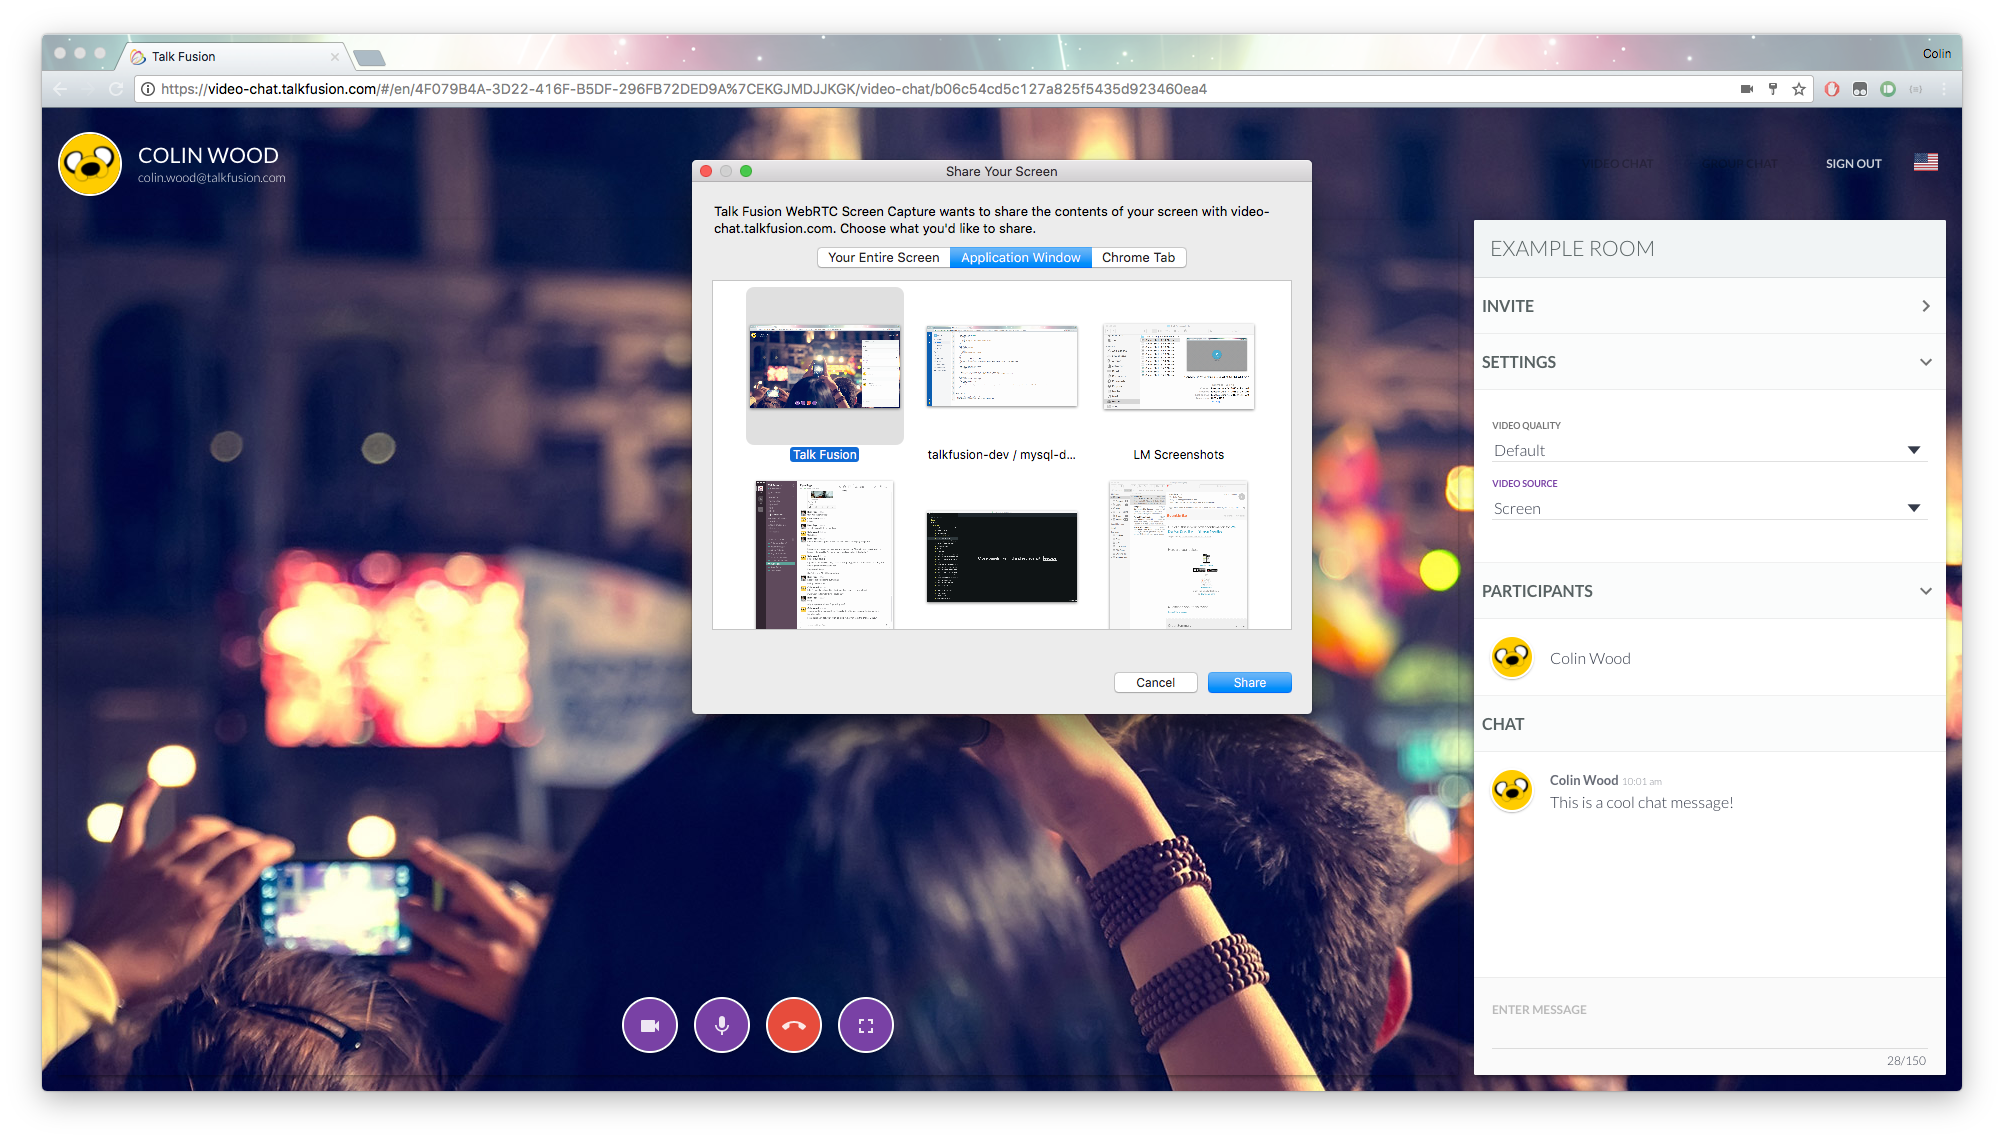 Talk Fusion
Colin
https://video-chat.talkfusion.com/#/en/4F079B4A-3D22-416F-B5DF-296FB72DED9A%7CEKGJMDJJKGK/video-chat/b06c54cd5c127a825f5435d923460ea4
COLIN WOOD
colin.wood@talkfusion.com
VIDEO CHAT
GROUP CHAT
SIGN OUT
Share Your Screen
Talk Fusion WebRTC Screen Capture wants to share the contents of your screen with video-
chat.talkfusion.com. Choose what you'd like to share.
Your Entire Screen
Application Window
Chrome Tab
Talk Fusion
talkfusion-dev / mysql-d...
LM Screenshots
Cancel
Share
EXAMPLE ROOM
INVITE
SETTINGS
VIDEO QUALITY
Default
VIDEO SOURCE
Screen
PARTICIPANTS
Colin Wood
CHAT
Colin Wood 10:01 am
This is a cool chat message!
ENTER MESSAGE
28/150